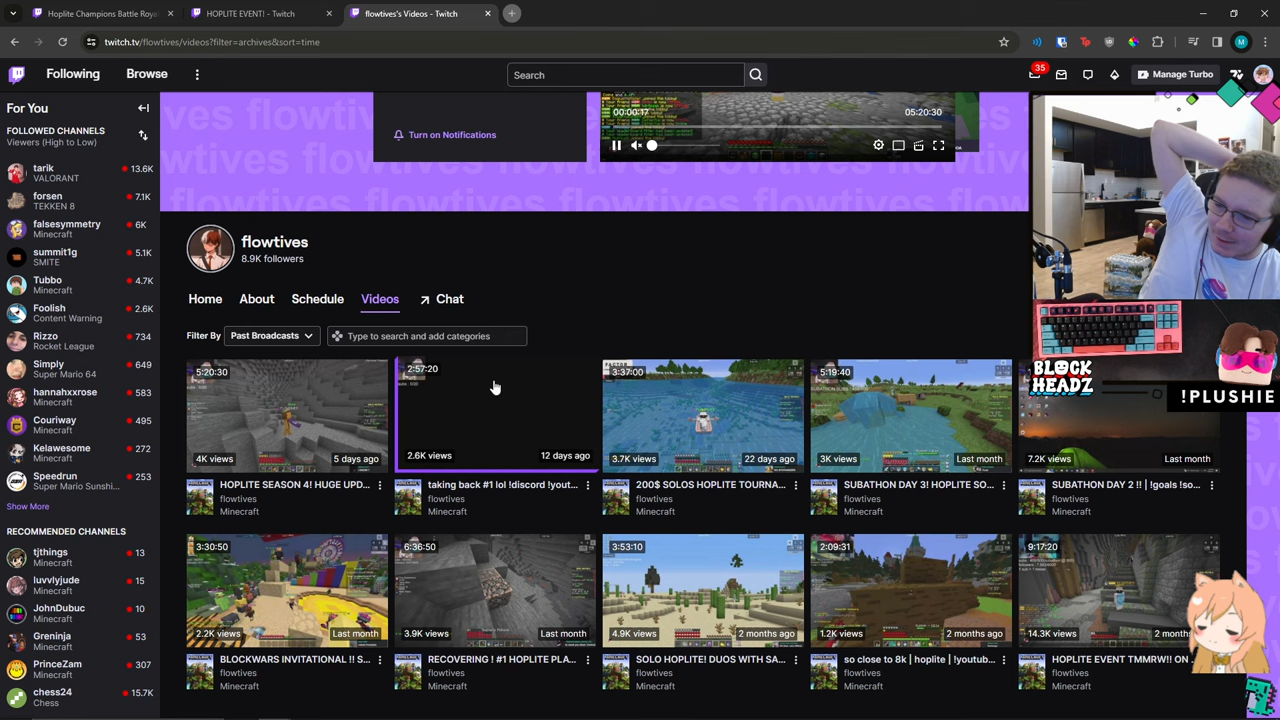 Hoplite Champions Battle Roya
HOPLITE EVENT! - Twitch
flowtives's Videos - Twitch
twitch.tv/flowtives/videos?filter=archives&sort=time
Following
Browse
Search
35
Manage Turbo
For You
FOLLOWED CHANNELS
Viewers (High to Low)
tarik 13.6K
VALORANT
forsen 7.1K
TEKKEN 8
falsesymmetry 6K
Minecraft
summit1g 5.1K
SMITE
Tubbo 4.7K
Minecraft
Foolish 2.6K
Content Warning
Rizzo 734
Rocket League
Simply 634
Super Mario 64
hannahxxrose 583
Minecraft
Couriway 495
Minecraft
Kelawesome 272
Minecraft
Speedrun 253
Super Mario Sunshi...
Show More
RECOMMENDED CHANNELS
tjthings 13
Minecraft
luvvlyjude 15
Minecraft
JohnDubuc 10
Minecraft
Greninja 53
Minecraft
PrinceZam 307
Minecraft
chess24 15.7K
Chess
Turn on Notifications
00:00:17
05:20:30
flowtives
8.9K followers
Home
About
Schedule
Videos
Chat
Filter By
Past Broadcasts
Type to search and add categories
5:20:30
4K views
5 days ago
HOPLITE SEASON 4! HUGE UPD...
flowtives
Minecraft
2:57:20
2.6K views
12 days ago
taking back #1 lol !discord !yout...
flowtives
Minecraft
3:37:00
3.7K views
22 days ago
200$ SOLOS HOPLITE TOURNA...
flowtives
Minecraft
5:19:40
3K views
Last month
SUBATHON DAY 3! HOPLITE SO...
flowtives
Minecraft
7.2K views
Last month
SUBATHON DAY 2 !! | !goals !so...
flowtives
Minecraft
3:30:50
2.2K views
Last month
BLOCKWARS INVITATIONAL !! S...
flowtives
Minecraft
6:36:50
3.9K views
Last month
RECOVERING ! #1 HOPLITE PLA...
flowtives
Minecraft
3:53:10
4.9K views
2 months ago
SOLO HOPLITE! DUOS WITH SA...
flowtives
Minecraft
2:09:31
1.2K views
2 months ago
so close to 8k | hoplite | !youtub...
flowtives
Minecraft
9:17:20
14.3K views
2 months
HOPLITE EVENT TMMRW!! ON
flowtives
Minecraft
BLOCK
HEADZ
!PLUSHIE